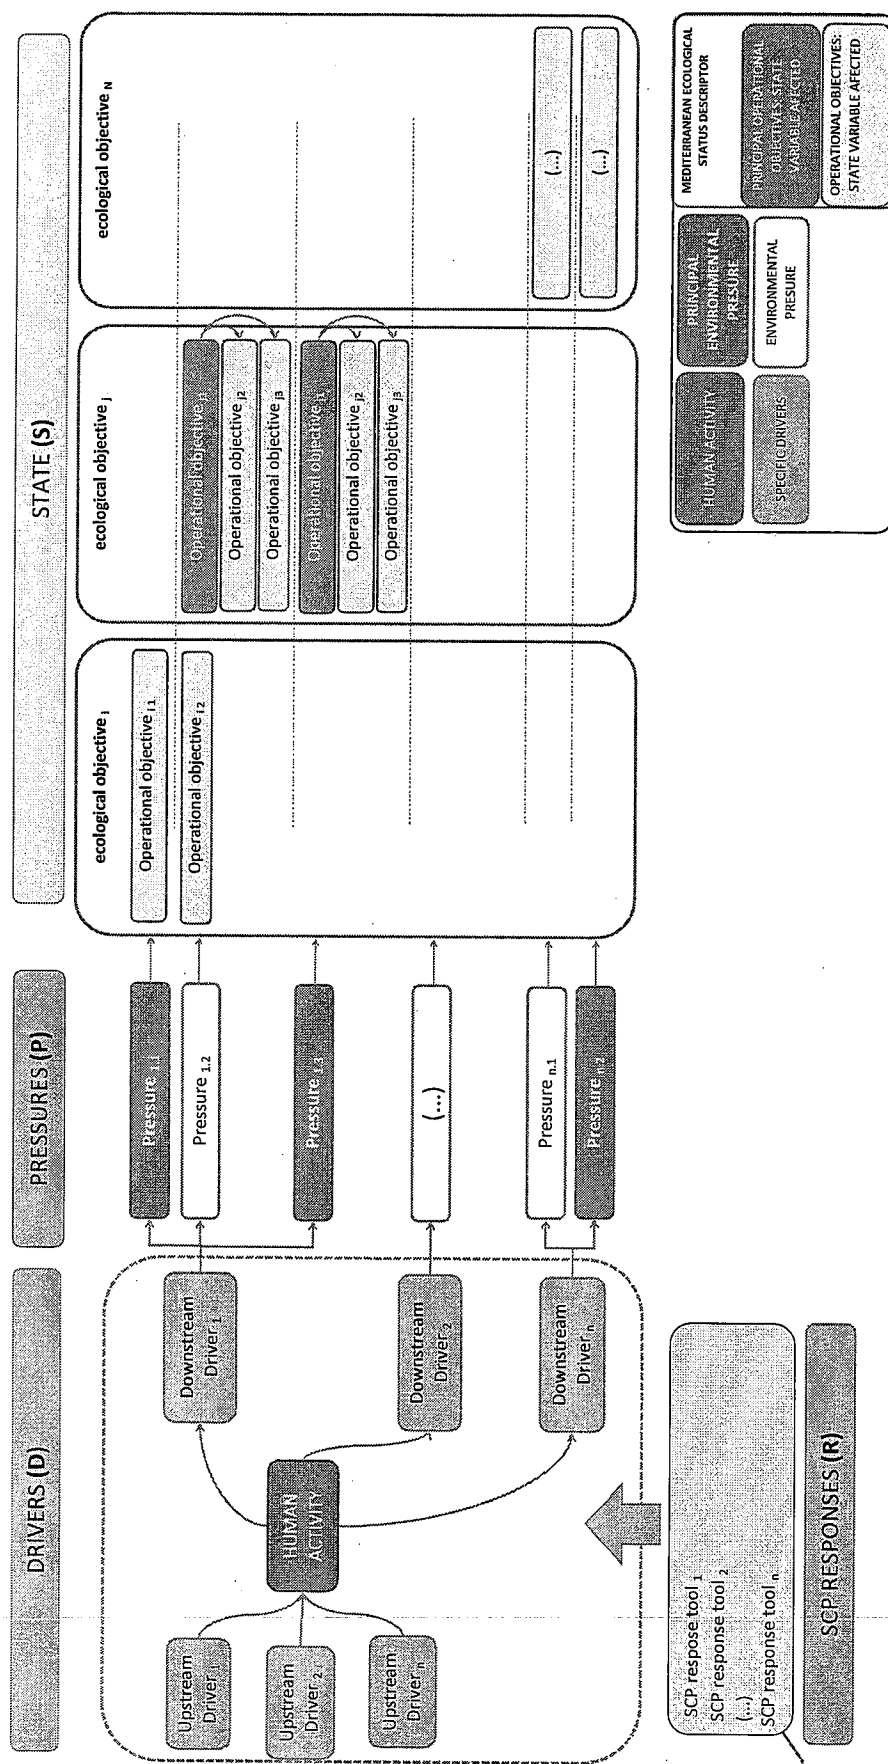 DRIVERS (D)
PRESSURES (P)
STATE (S)
Upstream
Driver 1
Upstream
Driver 2
Upstream
Driver n
HUMAN
ACTIVITY
Downstream
Driver 1
Downstream
Driver 2
Downstream
Driver n
Pressure 1.1
Pressure 1.2
Pressure 1.3
(...)
Pressure n.1
Pressure n.2
ecological objective i
Operational objective i 1
Operational objective i 2
ecological objective j
Operational objective j1
Operational objective j2
Operational objective j3
Operational objective j1
Operational objective j2
Operational objective j3
ecological objective N
(...)
(...)
SCP respose tool 1
SCP response tool 2
(...)
SCP response tool n
SCP RESPONSES (R)
HUMAN ACTIVITY
SPECIFIC DRIVERS
PRINCIPAL
ENVIRONMENTAL
PRESURE
ENVIRONMENTAL
PRESURE
MEDITERRANEAN ECOLOGICAL
STATUS DESCRIPTOR
PRINCIPAL OPERATIONAL
OBJECTIVES: STATE
VARIABLE AFFECTED
OPERATIONAL OBJECTIVES:
STATE VARIABLE AFFECTED